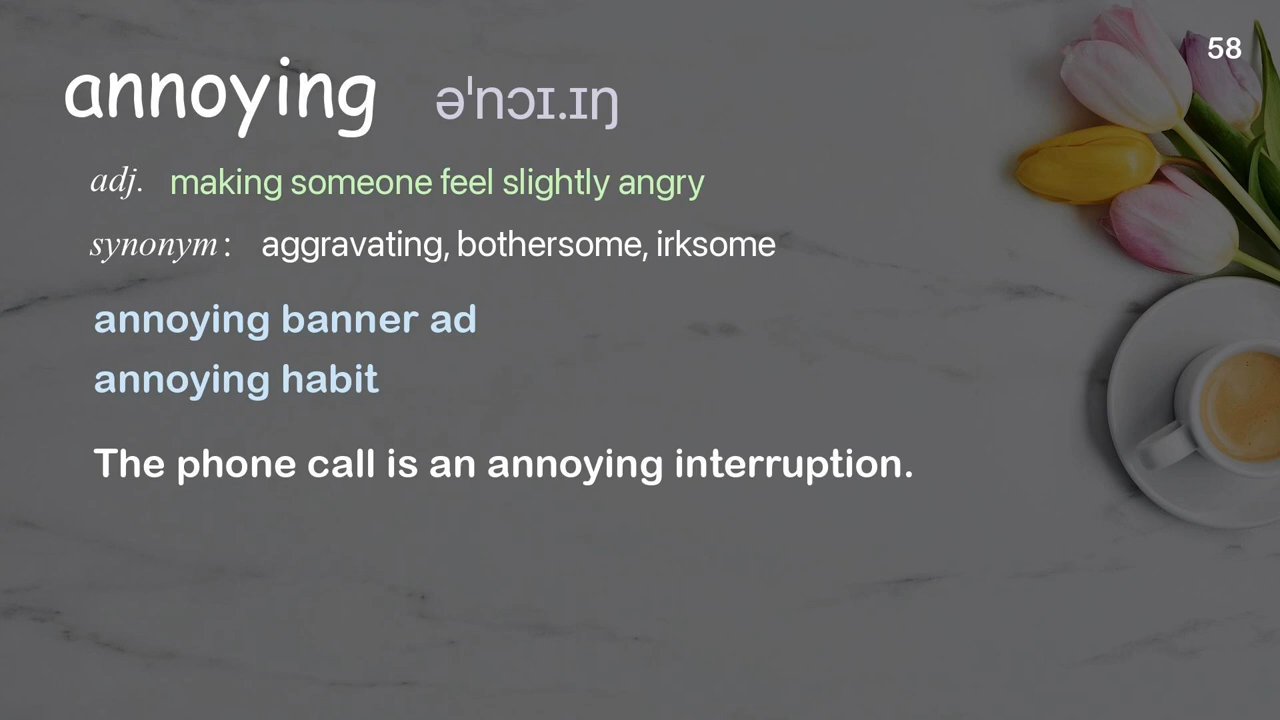 58
annoying əˈnɔɪ.ɪŋ
adj. making someone feel slightly angry
synonym: aggravating, bothersome, irksome
annoying banner ad
annoying habit
The phone call is an annoying interruption.